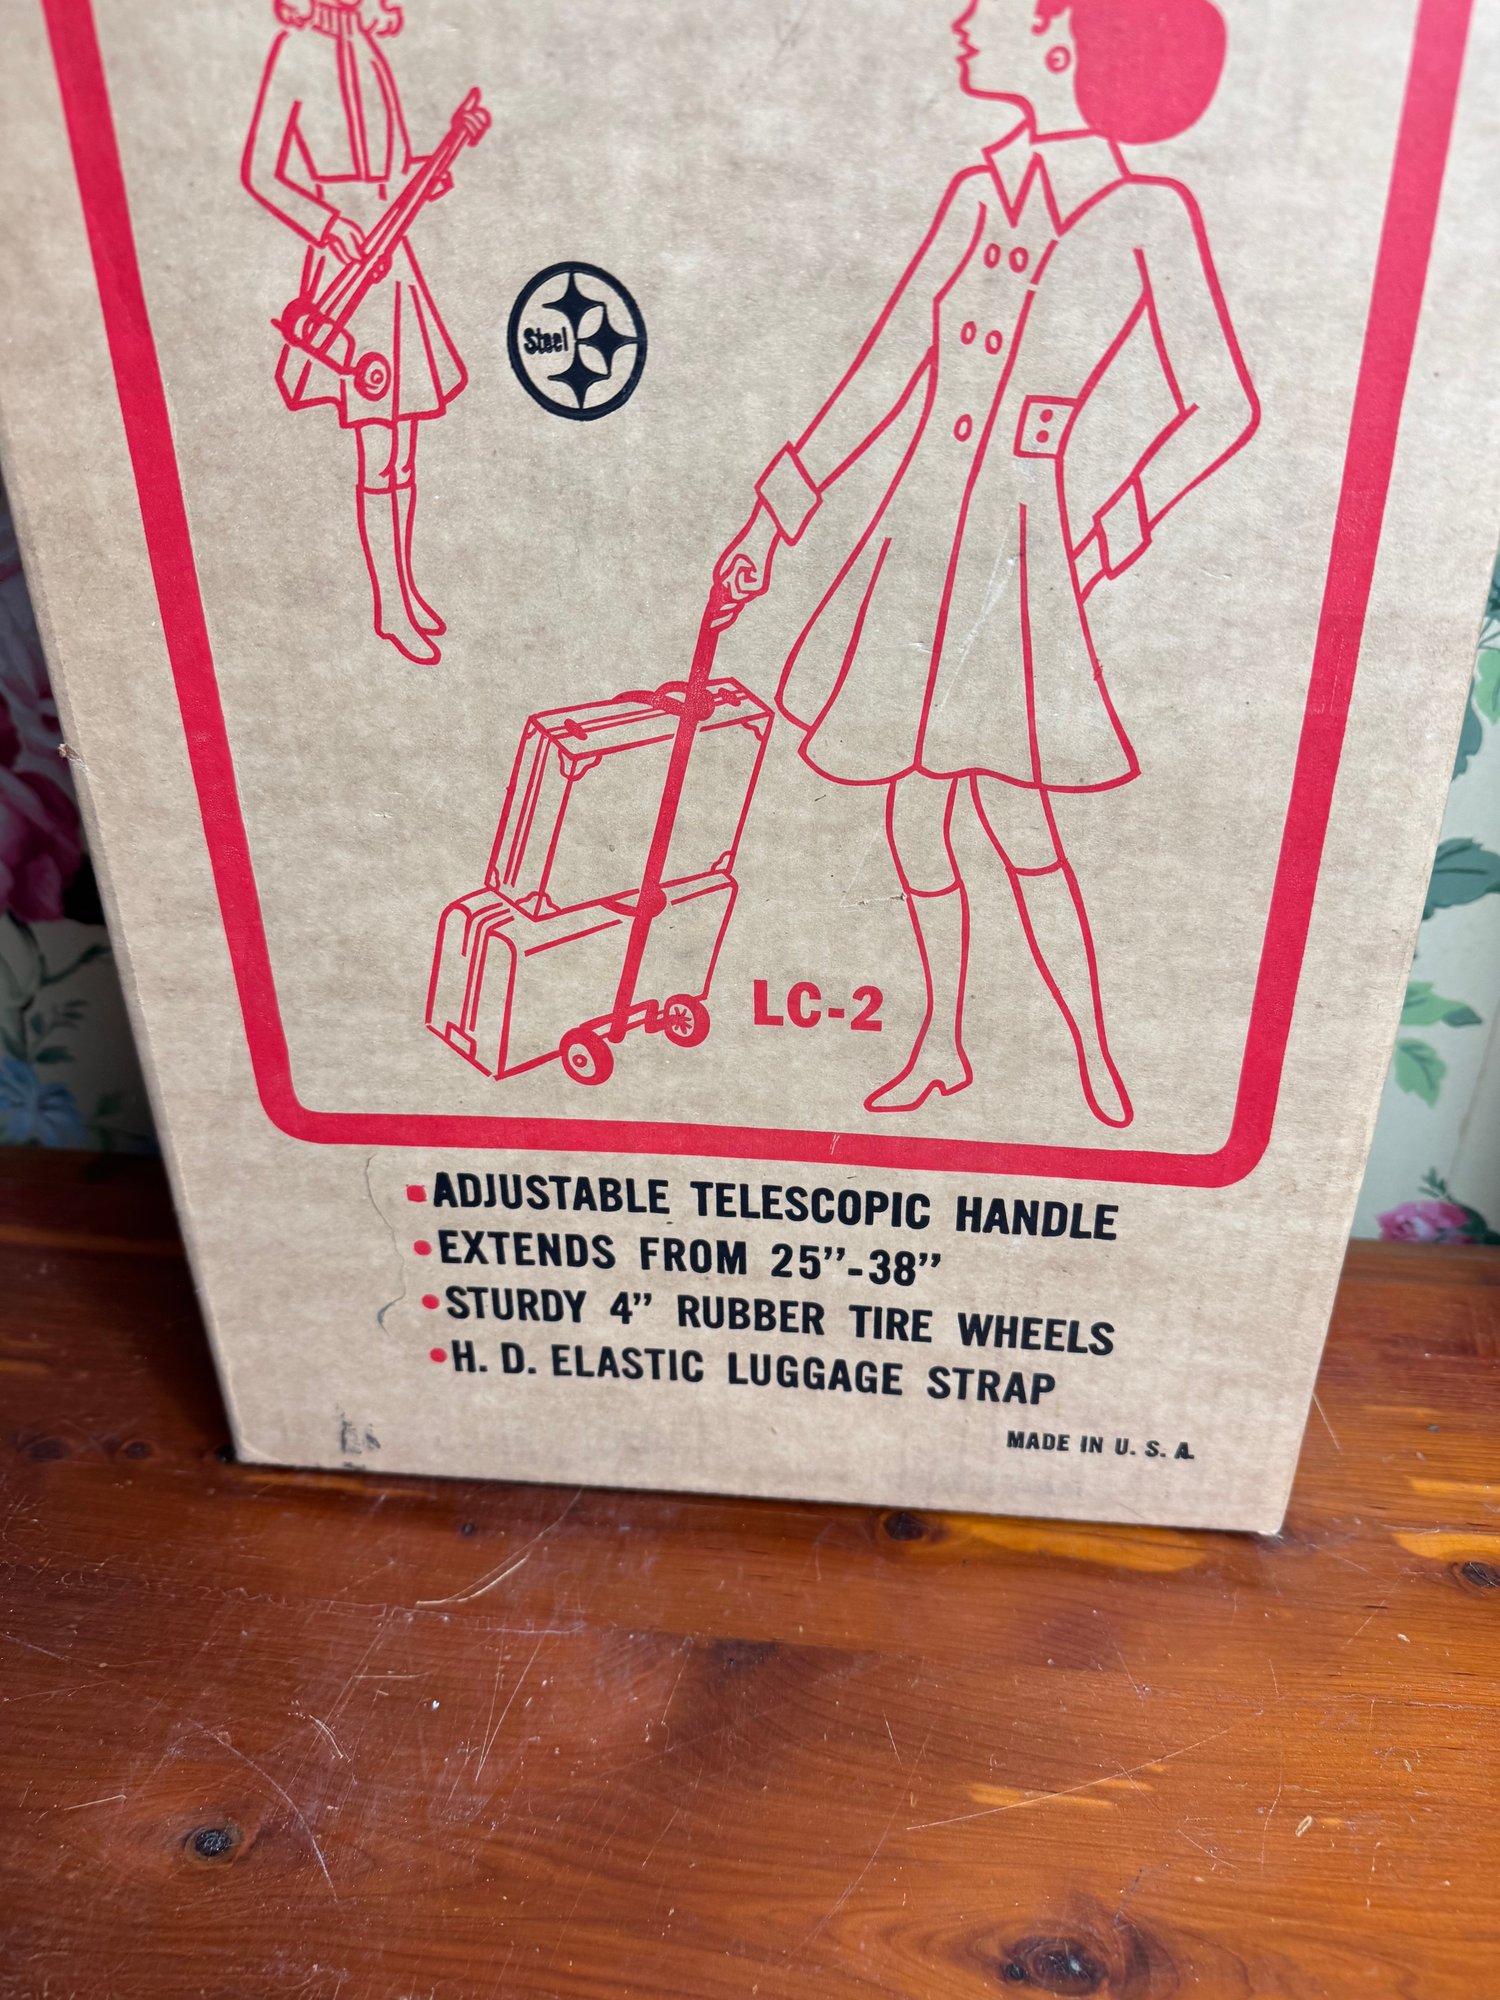 Steel
LC-2
ADJUSTABLE TELESCOPIC HANDLE
EXTENDS FROM 25”-38”
STURDY 4” RUBBER TIRE WHEELS
H. D. ELASTIC LUGGAGE STRAP
MADE IN U. S. A.